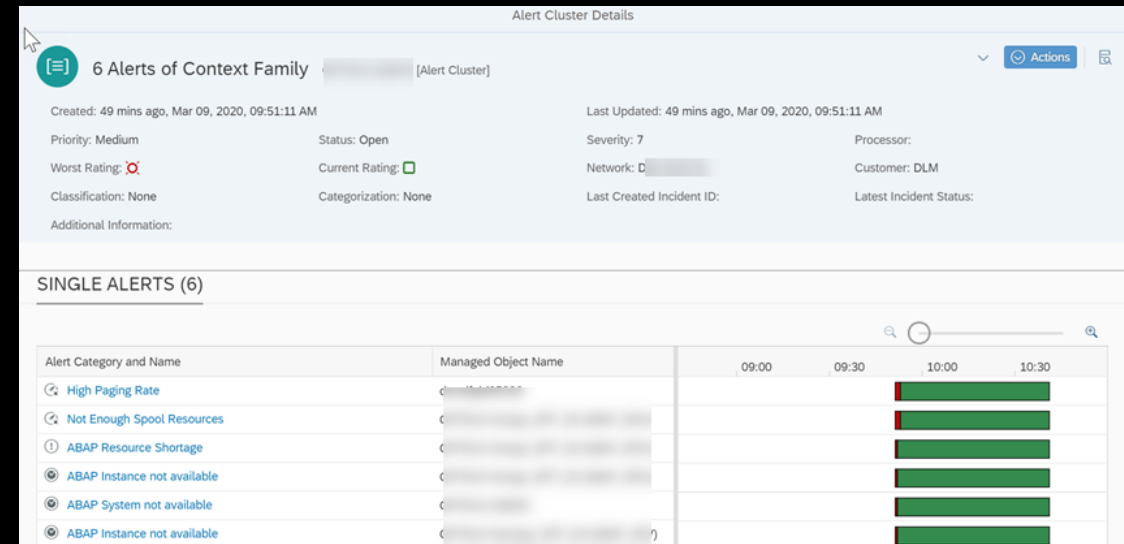 Alert Cluster Details
6 Alerts of Context Family [Alert Cluster]
Actions
Created: 49 mins ago, Mar 09, 2020, 09:51:11 AM Last Updated: 49 mins ago, Mar 09, 2020, 09:51:11 AM
Priority: Medium Status: Open Severity: 7 Processor:
Worst Rating: Current Rating: Network: D Customer: DLM
Classification: None Categorization: None Last Created Incident ID: Latest Incident Status:
Additional Information:
SINGLE ALERTS (6)
Alert Category and Name Managed Object Name 09:00 09:30 10:00 10:30
High Paging Rate
Not Enough Spool Resources
ABAP Resource Shortage
ABAP Instance not available
ABAP System not available
ABAP Instance not available